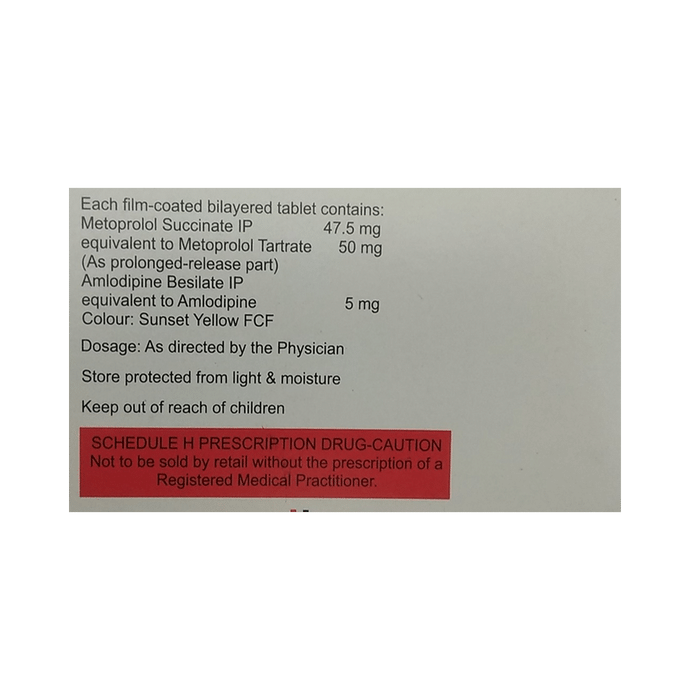 Each film-coated bilayered tablet contains:
Metoprolol Succinate IP 47.5 mg
equivalent to Metoprolol Tartrate 50 mg
(As prolonged-release part)
Amlodipine Besilate IP
equivalent to Amlodipine 5 mg
Colour: Sunset Yellow FCF
Dosage: As directed by the Physician
Store protected from light & moisture
Keep out of reach of children
SCHEDULE H PRESCRIPTION DRUG-CAUTION
Not to be sold by retail without the prescription of a
Registered Medical Practitioner.